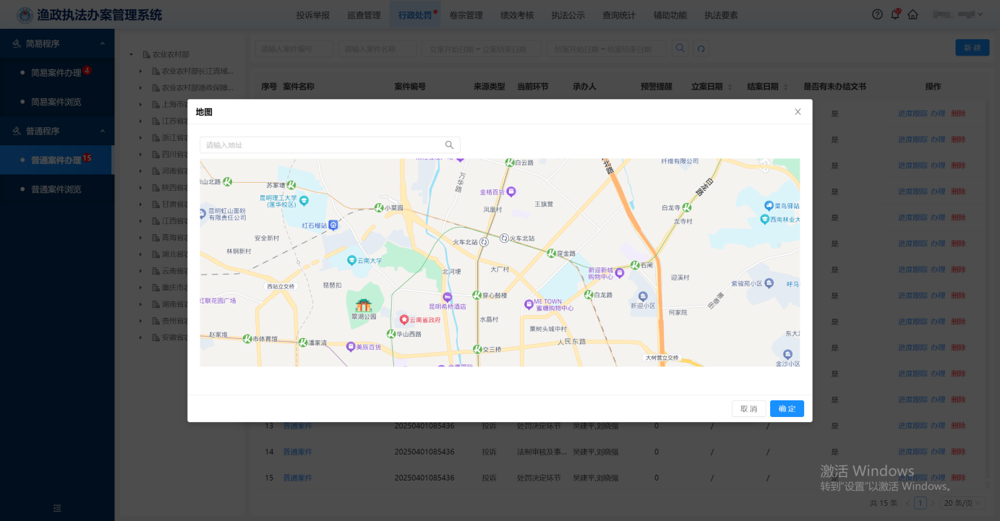 渔政执法办案管理系统
投诉举报 巡查管理 行政处罚 卷宗管理 绩效考核 执法公示 查询统计 辅助功能 执法要素
简易程序
简易案件办理 4
简易案件浏览
普通程序
普通案件办理 15
普通案件浏览
农业农村部
农业农村部长江流域...
农业农村部渔政保障...
上海市农
江苏省农
浙江省农
四川省农
河南省农
陕西省农
甘肃省农
江西省农
青海省农
湖北省农
云南省农
重庆市农
湖南省农
贵州省农
安徽省农
请输入案件编号 请输入案件名称 立案开始日期 ~ 立案结束日期 结案开始日期 ~ 结案结束日期
新 建
序号 案件名称 案件编号 来源类型 当前环节 承办人 预警提醒 立案日期 结案日期 是否有未办结文书 操作
是 进度跟踪 办理 删除
是 进度跟踪 办理 删除
是 进度跟踪 办理 删除
是 进度跟踪 办理 删除
是 进度跟踪 办理 删除
是 进度跟踪 办理 删除
是 进度跟踪 办理 删除
是 进度跟踪 办理 删除
是 进度跟踪 办理 删除
是 进度跟踪 办理 删除
是 进度跟踪 办理 删除
是 进度跟踪 办理 删除
13 普通案件 20250401085436 投诉 处罚决定环节 吴建平,刘晓强 0 / / 是 进度跟踪 办理 删除
14 普通案件 20250401085436 投诉 法制审核及事... 吴建平,刘晓强 0 / / 是 进度跟踪 办理 删除
15 普通案件 20250401085436 投诉 处罚决定环节 吴建平,刘晓强 0 / / 是 进度跟踪 办理 删除
共 15 条 < 1 > 20 条/页
地图
请输入地址
白云路
纤维有限公司
万华路
北路
白龙路
山北路
苏家塘
昆明理工大学
(莲华校区)
金格百货
王旗营
小菜园
凤凰村
白龙寺
菜鸟驿站
昆明虹山面粉
有限责任公司
西南林业大
龙寺村
红石榴站
安全新村
火车北站
火车北站
林钢新村
穿金路
云南大学
石闸
北河埂
大厂村
新迎新城
购物中心
迎溪村
西站立交桥
琵琶扣
紫骏苑小区
呼马
红联花园广场
昆明希桥酒店
穿心鼓楼
白龙路
ME TOWN
蜜糖购物中心
新迎小区
何家院
翠湖公园
云南省政府
水晶村
栗树头城中村
赵家堆
市体育馆
潘家湾
华山西路
人民东路
美辰百货
交三桥
大树营立交桥
金沙小区
取 消 确 定
激活 Windows
转到"设置"以激活 Windows。